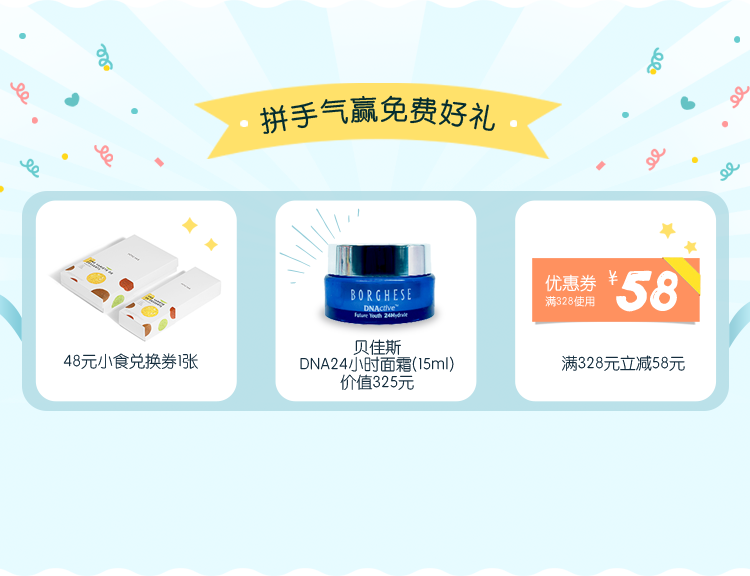 拼手气赢免费好礼
48元小食兑换券1张
BORGHESE
DNActive™
Future Youth 24Hydrate
贝佳斯
DNA24小时面霜(15ml)
价值325元
优惠券
满328使用
¥58
满328元立减58元